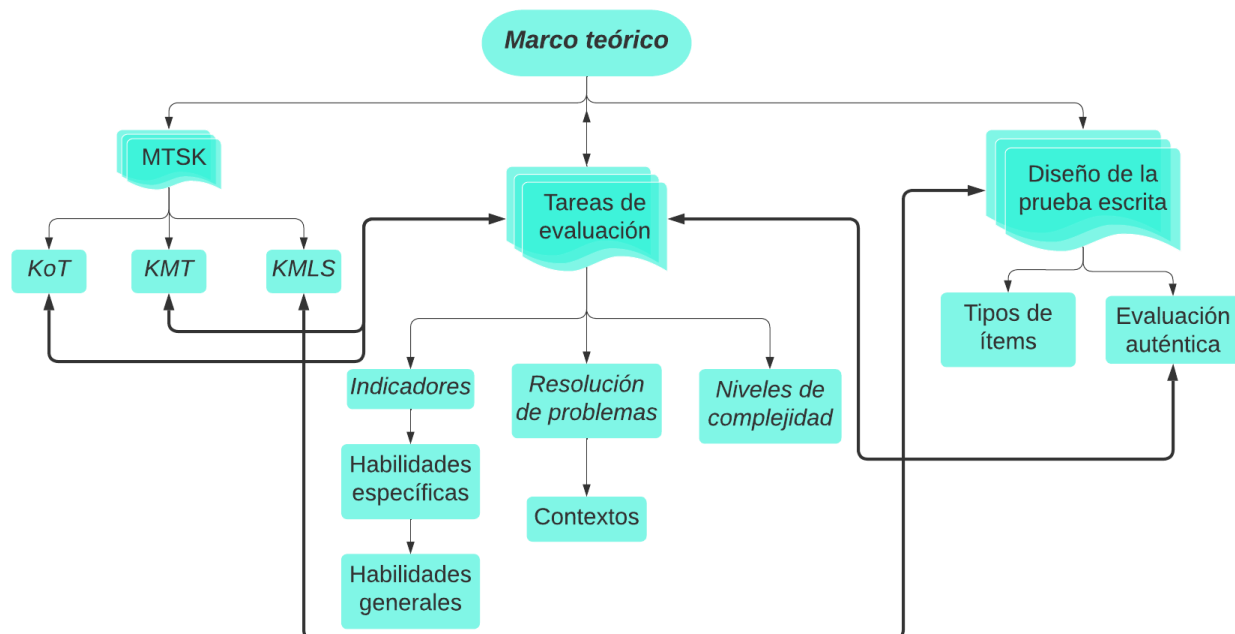 Marco teórico
MTSK
Tareas de
evaluación
Diseño de la
prueba escrita
KoT
KMT
KMLS
Tipos de
ítems
Evaluación
auténtica
Indicadores
Resolución
de problemas
Niveles de
complejidad
Habilidades
específicas
Contextos
Habilidades
generales